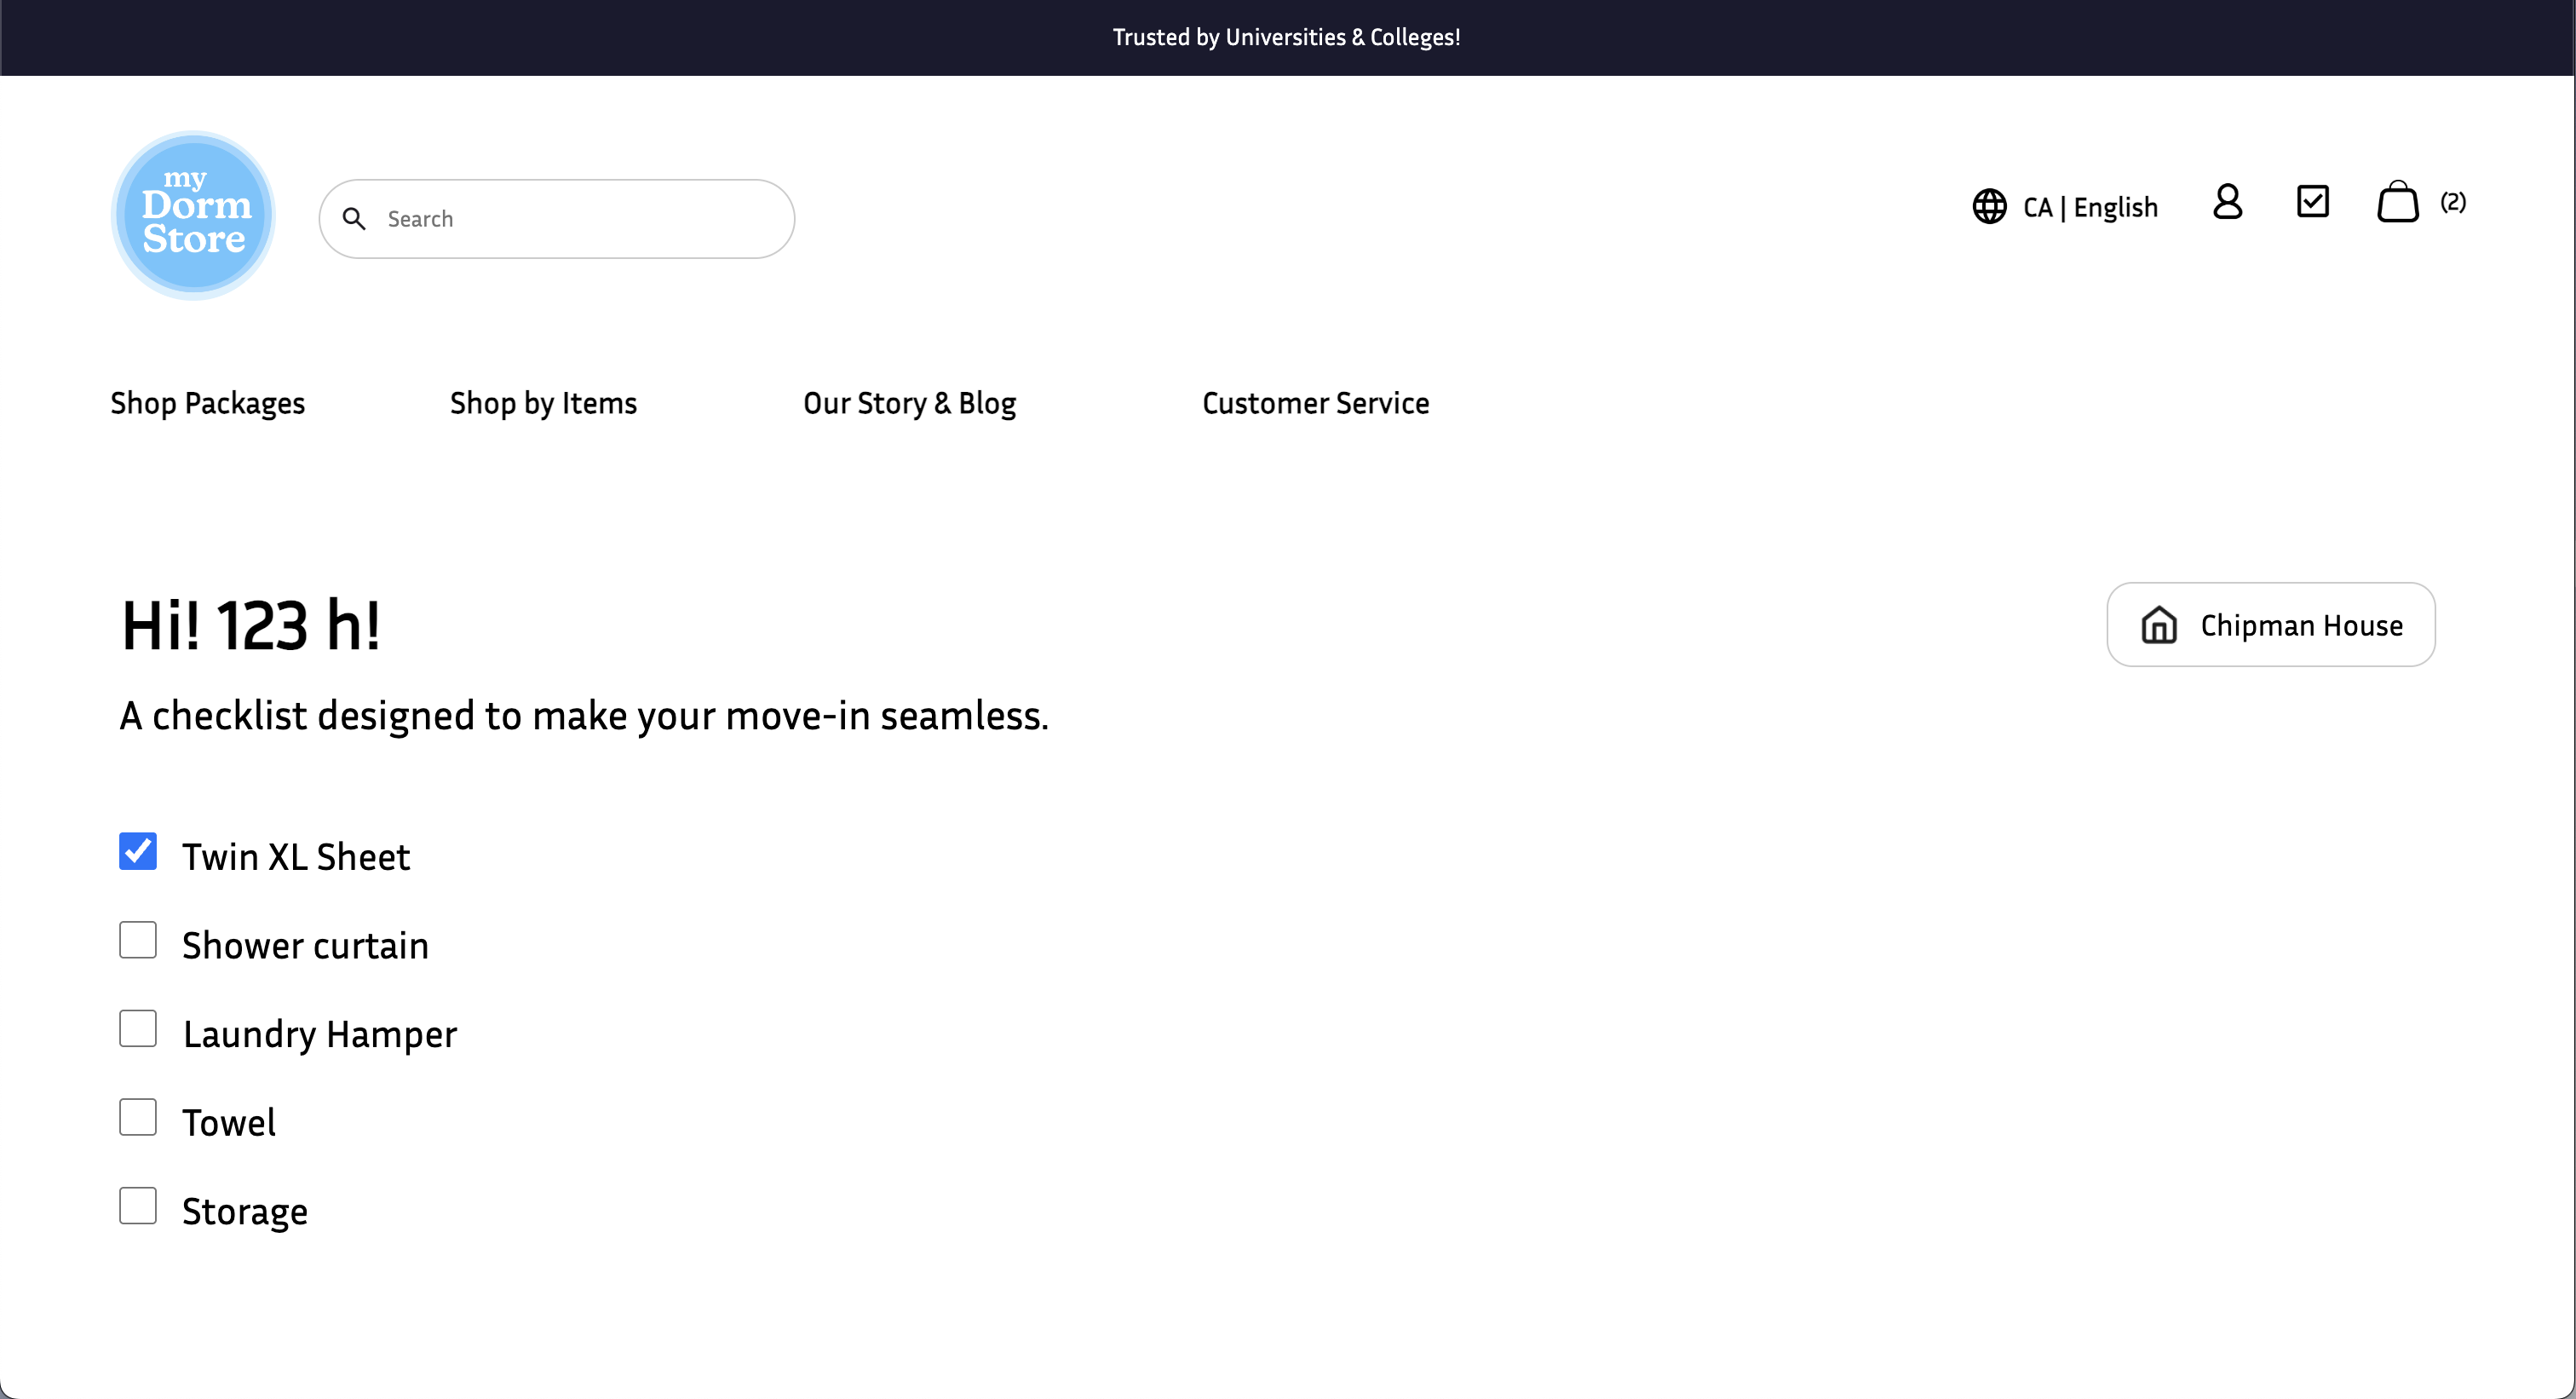 Trusted by Universities & Colleges!
my
Dorm
Store
Search
CA | English
(2)
Shop Packages
Shop by Items
Our Story & Blog
Customer Service
Hi! 123 h!
Chipman House
A checklist designed to make your move-in seamless.
Twin XL Sheet
Shower curtain
Laundry Hamper
Towel
Storage